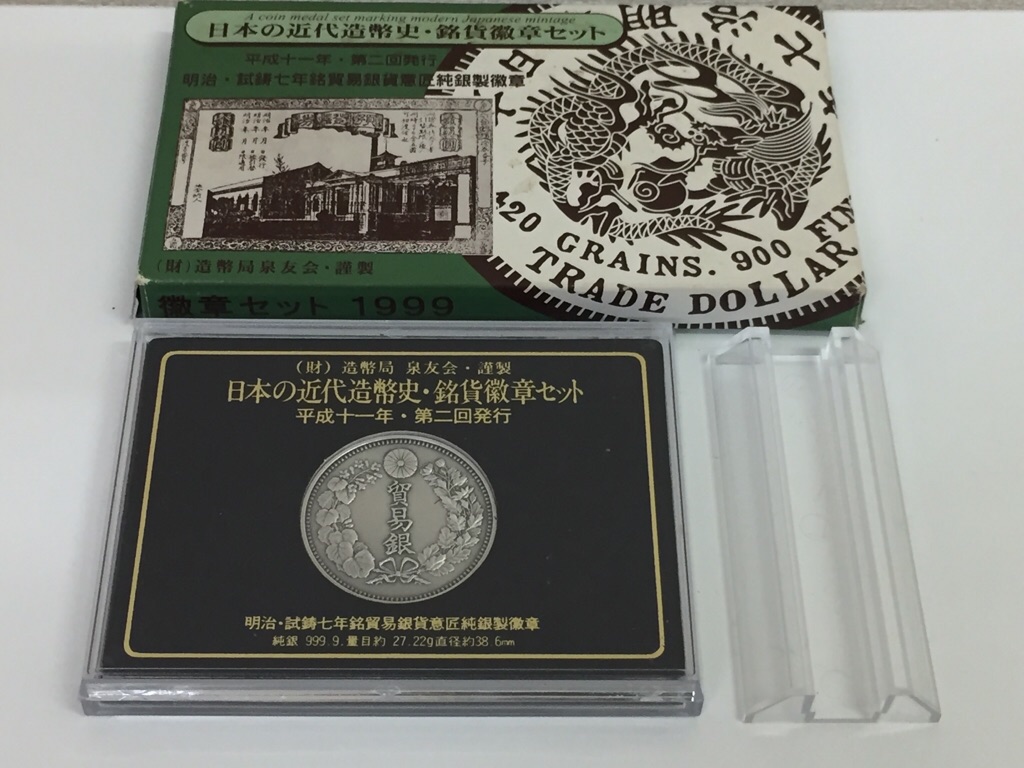 A coin medal set marking modern Japanese mintage
日本の近代造幣史・銘貨徽章セット
平成十一年・第二回発行
明治・試鋳七年銘貿易銀貨意匠純銀製徽章
(財)造幣局泉友会・謹製
徽章セット 1999
420 GRAINS. 900 FIN
TRADE DOLLAR
(財) 造幣局 泉友会・謹製
日本の近代造幣史・銘貨徽章セット
平成十一年・第二回発行
貿易銀
明治・試鋳七年銘貿易銀貨意匠純銀製徽章
純銀 999.9.量目約 27.22g直径約38.6mm